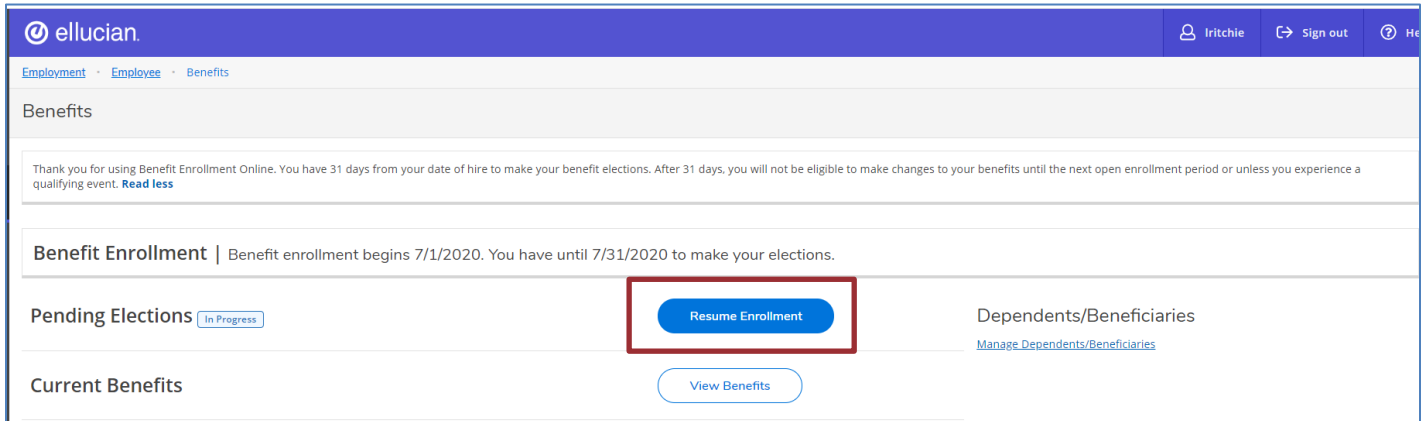 ellucian.
lritchie
Sign out
Employment · Employee · Benefits
Benefits
Thank you for using Benefit Enrollment Online. You have 31 days from your date of hire to make your benefit elections. After 31 days, you will not be eligible to make changes to your benefits until the next open enrollment period or unless you experience a
qualifying event. Read less
Benefit Enrollment | Benefit enrollment begins 7/1/2020. You have until 7/31/2020 to make your elections.
Pending Elections In Progress
Resume Enrollment
Dependents/Beneficiaries
Manage Dependents/Beneficiaries
Current Benefits
View Benefits